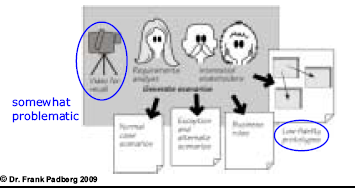 Video for
recall
Requirements
analyst
Interested
stakeholders
Generate scenarios
somewhat
problematic
Normal
case
scenarios
Exception
and
alternate
scenarios
Business
rules
Low-fidelity
prototypes
© Dr. Frank Padberg 2009